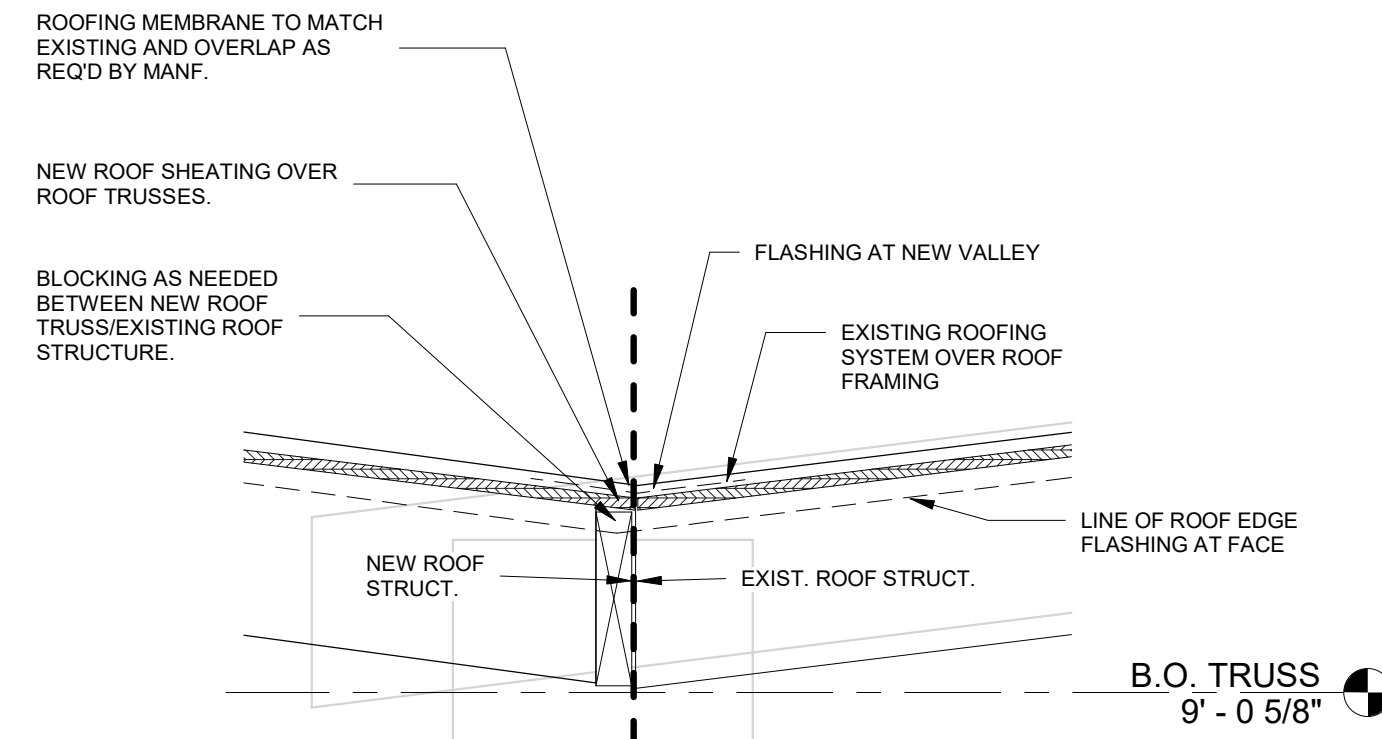 ROOFING MEMBRANE TO MATCH
EXISTING AND OVERLAP AS
REQ'D BY MANF.
NEW ROOF SHEATING OVER
ROOF TRUSSES.
BLOCKING AS NEEDED
BETWEEN NEW ROOF
TRUSS/EXISTING ROOF
STRUCTURE.
FLASHING AT NEW VALLEY
EXISTING ROOFING
SYSTEM OVER ROOF
FRAMING
LINE OF ROOF EDGE
FLASHING AT FACE
NEW ROOF
STRUCT.
EXIST. ROOF STRUCT.
B.O. TRUSS
9' - 0 5/8"